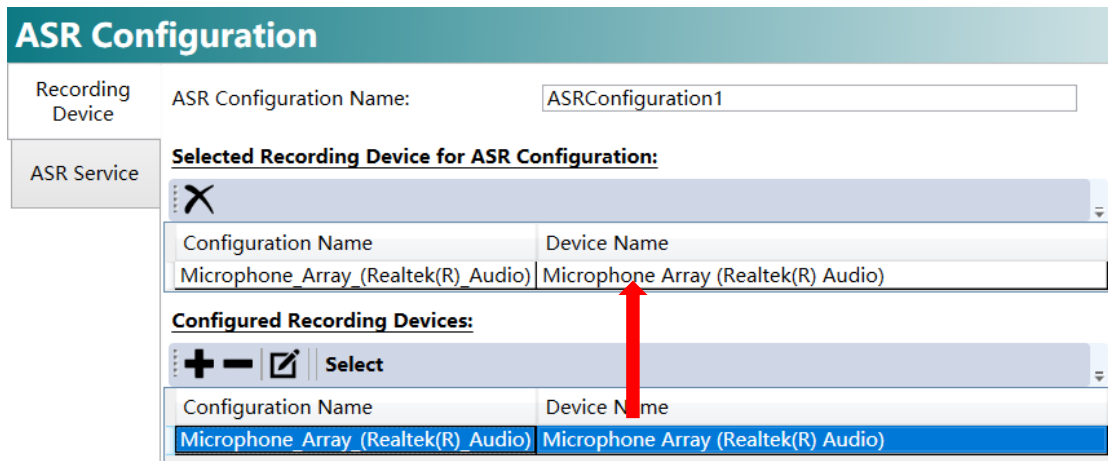 ASR Configuration
Recording
Device
ASR Configuration Name:
ASRConfiguration1
ASR Service
Selected Recording Device for ASR Configuration:
Configuration Name
Device Name
Microphone_Array_(Realtek(R)_Audio)
Microphone Array (Realtek(R) Audio)
Configured Recording Devices:
Select
Configuration Name
Device Name
Microphone_Array_(Realtek(R)_Audio)
Microphone Array (Realtek(R) Audio)